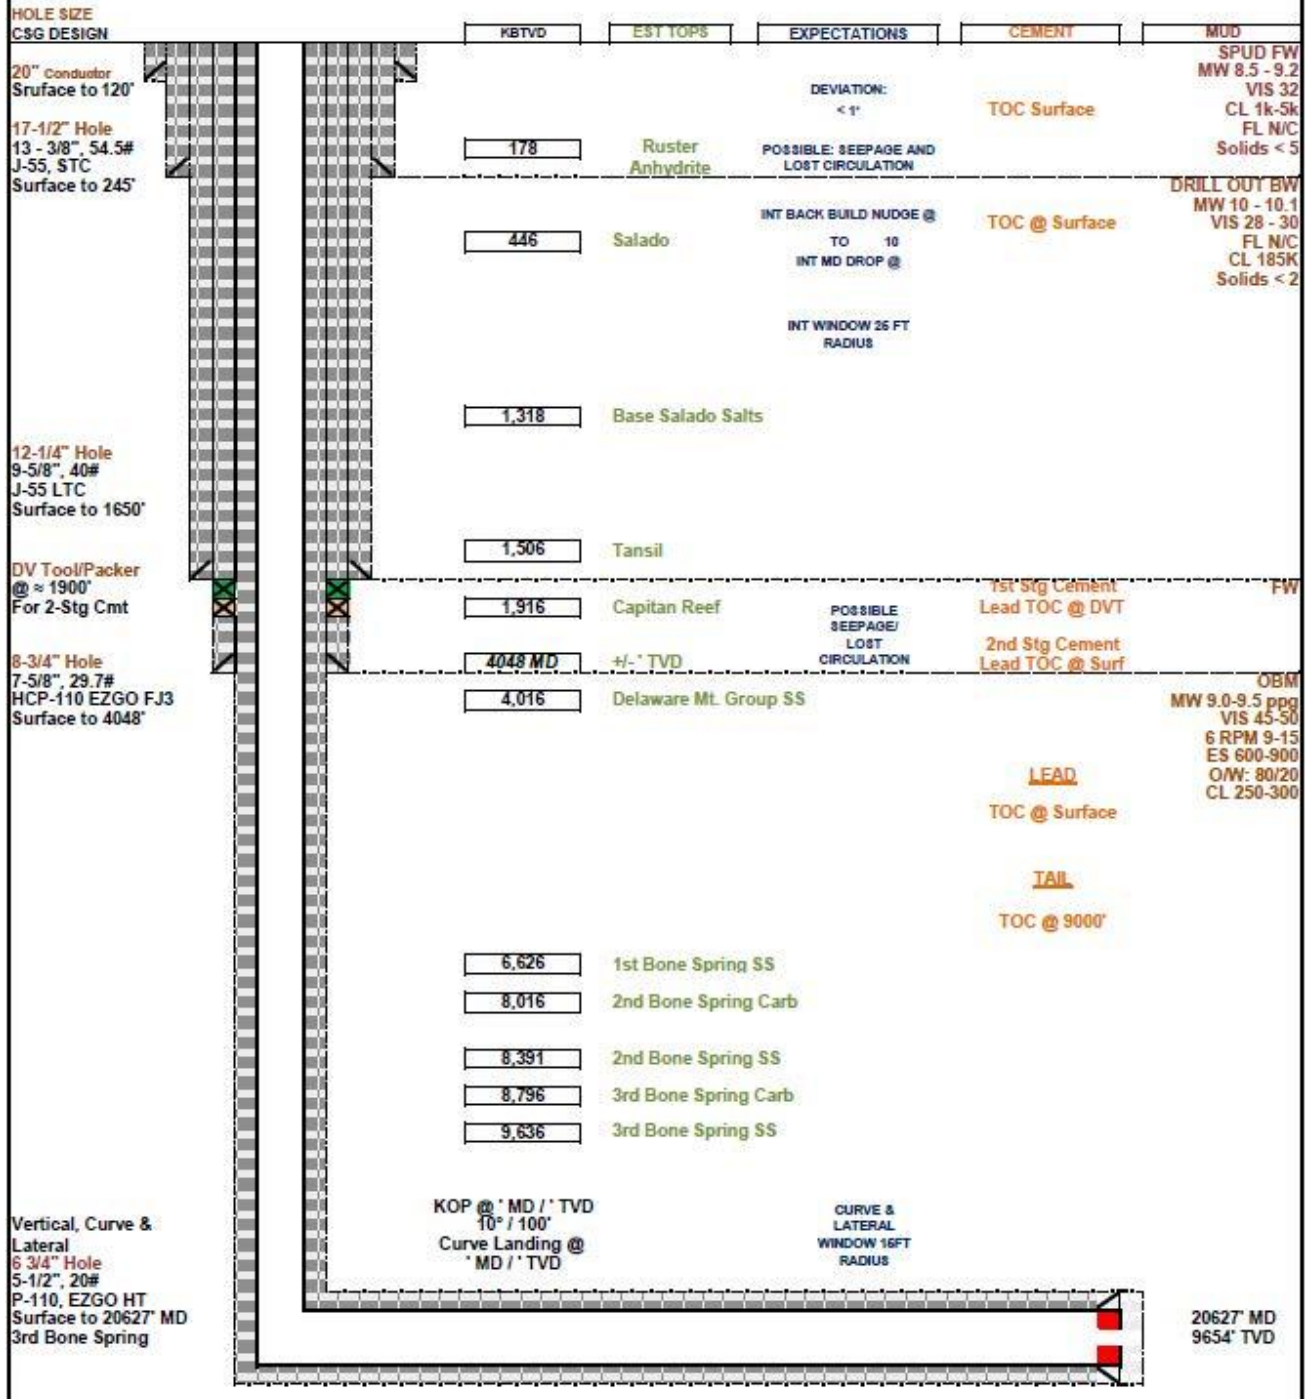 HOLE SIZE
CSG DESIGN
KBTVD
EST TOPS
EXPECTATIONS
CEMENT
MUD
20" Conductor
Sruface to 120'
DEVIATION:
< 1°
TOC Surface
SPUD FW
MW 8.5 - 9.2
VIS 32
CL 1k-5k
FL N/C
Solids < 5
17-1/2" Hole
13 - 3/8", 54.5#
J-55, STC
Surface to 245'
178
Ruster
Anhydrite
POSSIBLE: SEEPAGE AND
LOST CIRCULATION
DRILL OUT BW
MW 10 - 10.1
VIS 28 - 30
FL N/C
CL 185K
Solids < 2
446
Salado
INT BACK BUILD NUDGE @
TO 10
INT MD DROP @
TOC @ Surface
INT WINDOW 25 FT
RADIUS
1,318
Base Salado Salts
12-1/4" Hole
9-5/8", 40#
J-55 LTC
Surface to 1650'
1,506
Tansil
DV Tool/Packer
@ ≈ 1900'
For 2-Stg Cmt
1,916
Capitan Reef
POSSIBLE
SEEPAGE/
LOST
CIRCULATION
1st Stg Cement
Lead TOC @ DVT
2nd Stg Cement
Lead TOC @ Surf
FW
8-3/4" Hole
7-5/8", 29.7#
HCP-110 EZGO FJ3
Surface to 4048'
4048 MD
+/- ' TVD
4,016
Delaware Mt. Group SS
OBM
MW 9.0-9.5 ppg
VIS 45-50
6 RPM 9-15
ES 600-900
O/W: 80/20
CL 250-300
LEAD
TOC @ Surface
TAIL
TOC @ 9000'
6,626
1st Bone Spring SS
8,016
2nd Bone Spring Carb
8,391
2nd Bone Spring SS
8,796
3rd Bone Spring Carb
9,636
3rd Bone Spring SS
KOP @ ' MD / ' TVD
10° / 100'
Curve Landing @
' MD / ' TVD
CURVE &
LATERAL
WINDOW 15FT
RADIUS
Vertical, Curve &
Lateral
6 3/4" Hole
5-1/2", 20#
P-110, EZGO HT
Surface to 20627' MD
3rd Bone Spring
20627' MD
9654' TVD